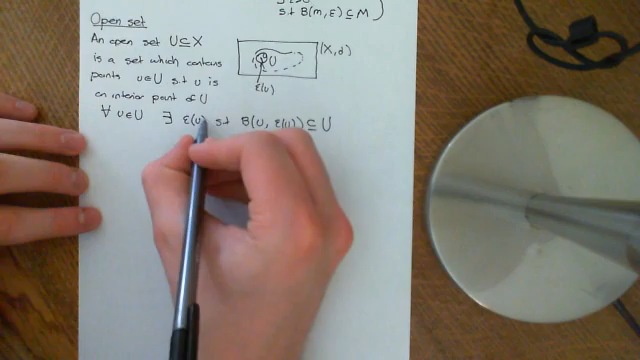 s.t B(m, ε) ⊆ M
Open set
An open set U ⊆ X
is a set which contains
points u ∈ U s.t u is
an interior point of U
∀ u ∈ U ∃ ε(u) s.t B(u, ε(u)) ⊆ U
(X, d)
U
ε(u)